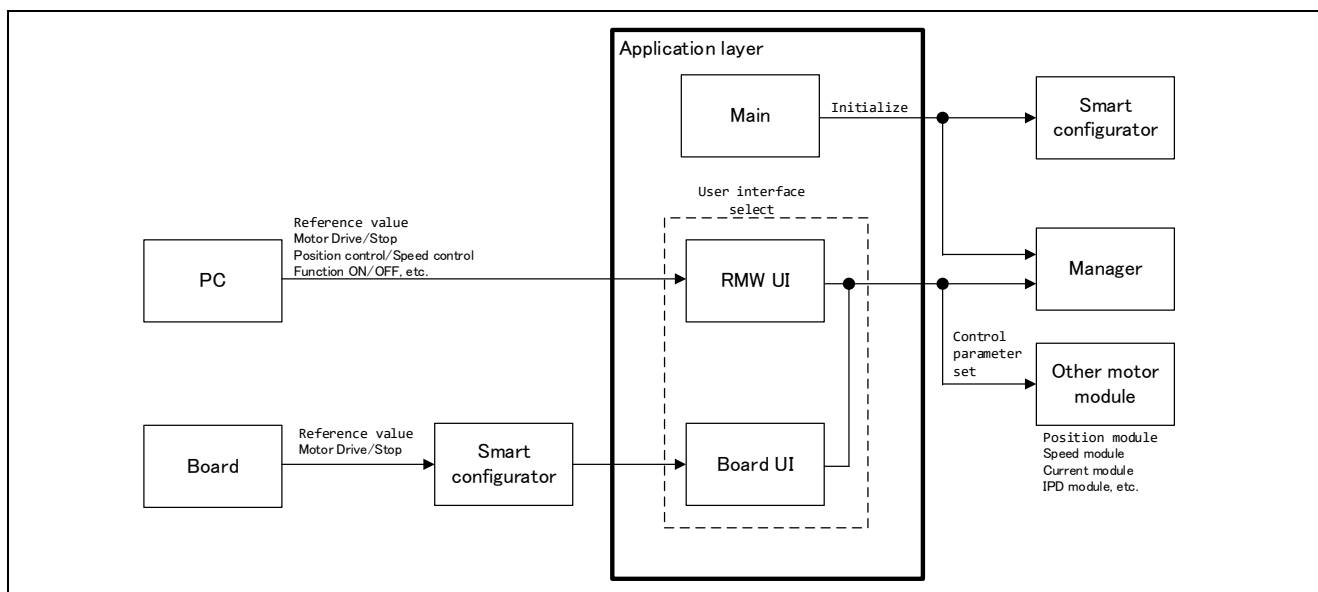 Application layer
Main
Initialize
Smart
configurator
User interface
select
Reference value
Motor Drive/Stop
Position control/Speed control
Function ON/OFF, etc.
PC
RMW UI
Manager
Control
parameter
set
Other motor
module
Position module
Speed module
Current module
IPD module, etc.
Reference value
Motor Drive/Stop
Board
Smart
configurator
Board UI